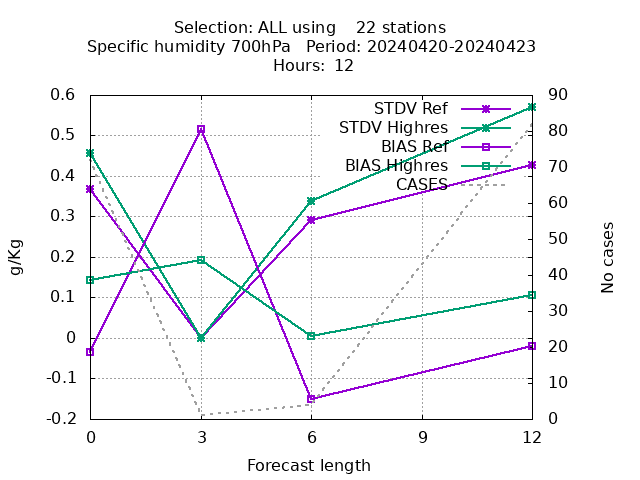 Selection: ALL using    22 stations
Specific humidity 700hPa   Period: 20240420-20240423
Hours: 12
STDV Ref
STDV Highres
BIAS Ref
BIAS Highres
CASES
0.6
0.5
0.4
0.3
0.2
0.1
0
-0.1
-0.2
g/Kg
90
80
70
60
50
40
30
20
10
0
No cases
0 3 6 9 12
Forecast length